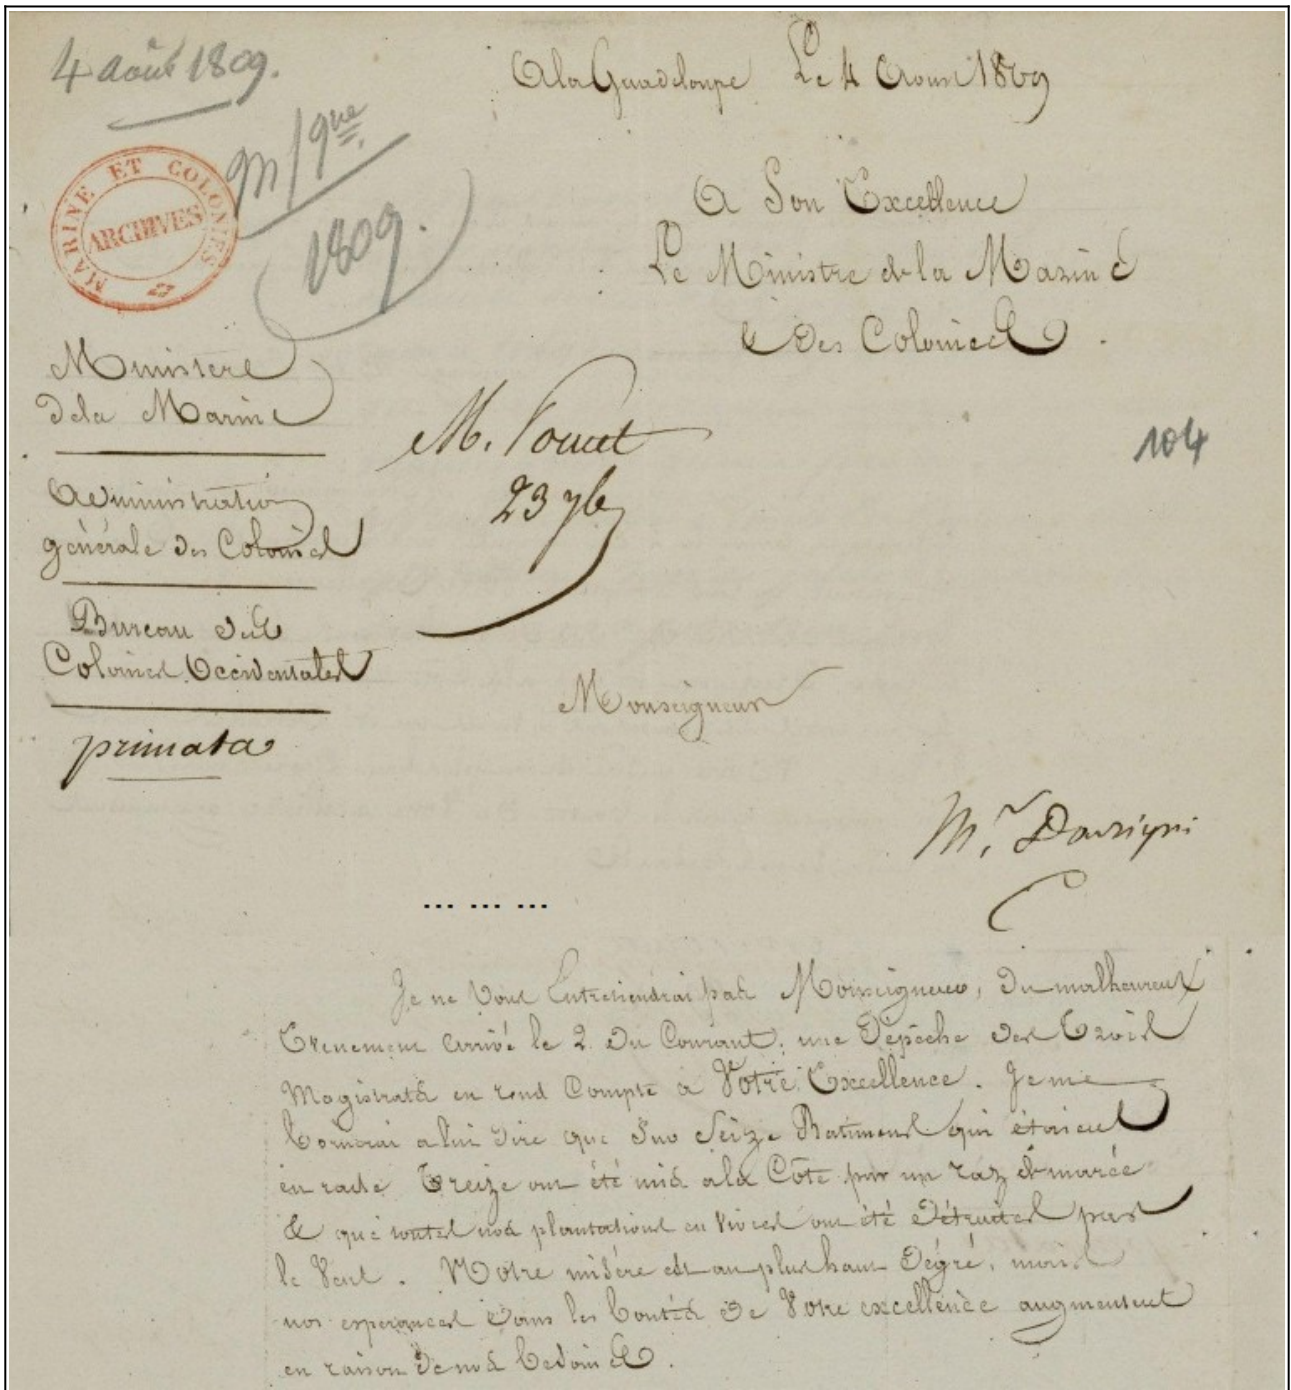 4 août 1809.
A la Guadeloupe Le 4 Aoust 1809
MARINE ET COLONIES
ARCHIVES
1809.
A Son Excellence
Le Ministre de la Marine
& Des Colonies.
Ministere
de la Marine
M.
23 7bre
104
Administration
générale des Colonies
Bureau des
Colonies Occidentales
Monseigneur
primata
Mr.
... ... ...
Je ne Vous Entretiendrai pas Monseigneur, Du malheureux
Evenement arrivé le 2. Du Courant; une Dépêche des Trois
Magistrats en rend Compte a Votre Excellence. Je me
bornerai a lui dire que Sur Seize Batimens qui étaient
en rade Treize ont été mis a la Côte par un raz de marée
& que toutes nos plantations en Vivres ont été Détruites par
le Vent. Notre misère est au plus haut Dégré, mais
nos esperances Dans les bontés De Votre excellence augmentent
en raison de nos besoins.